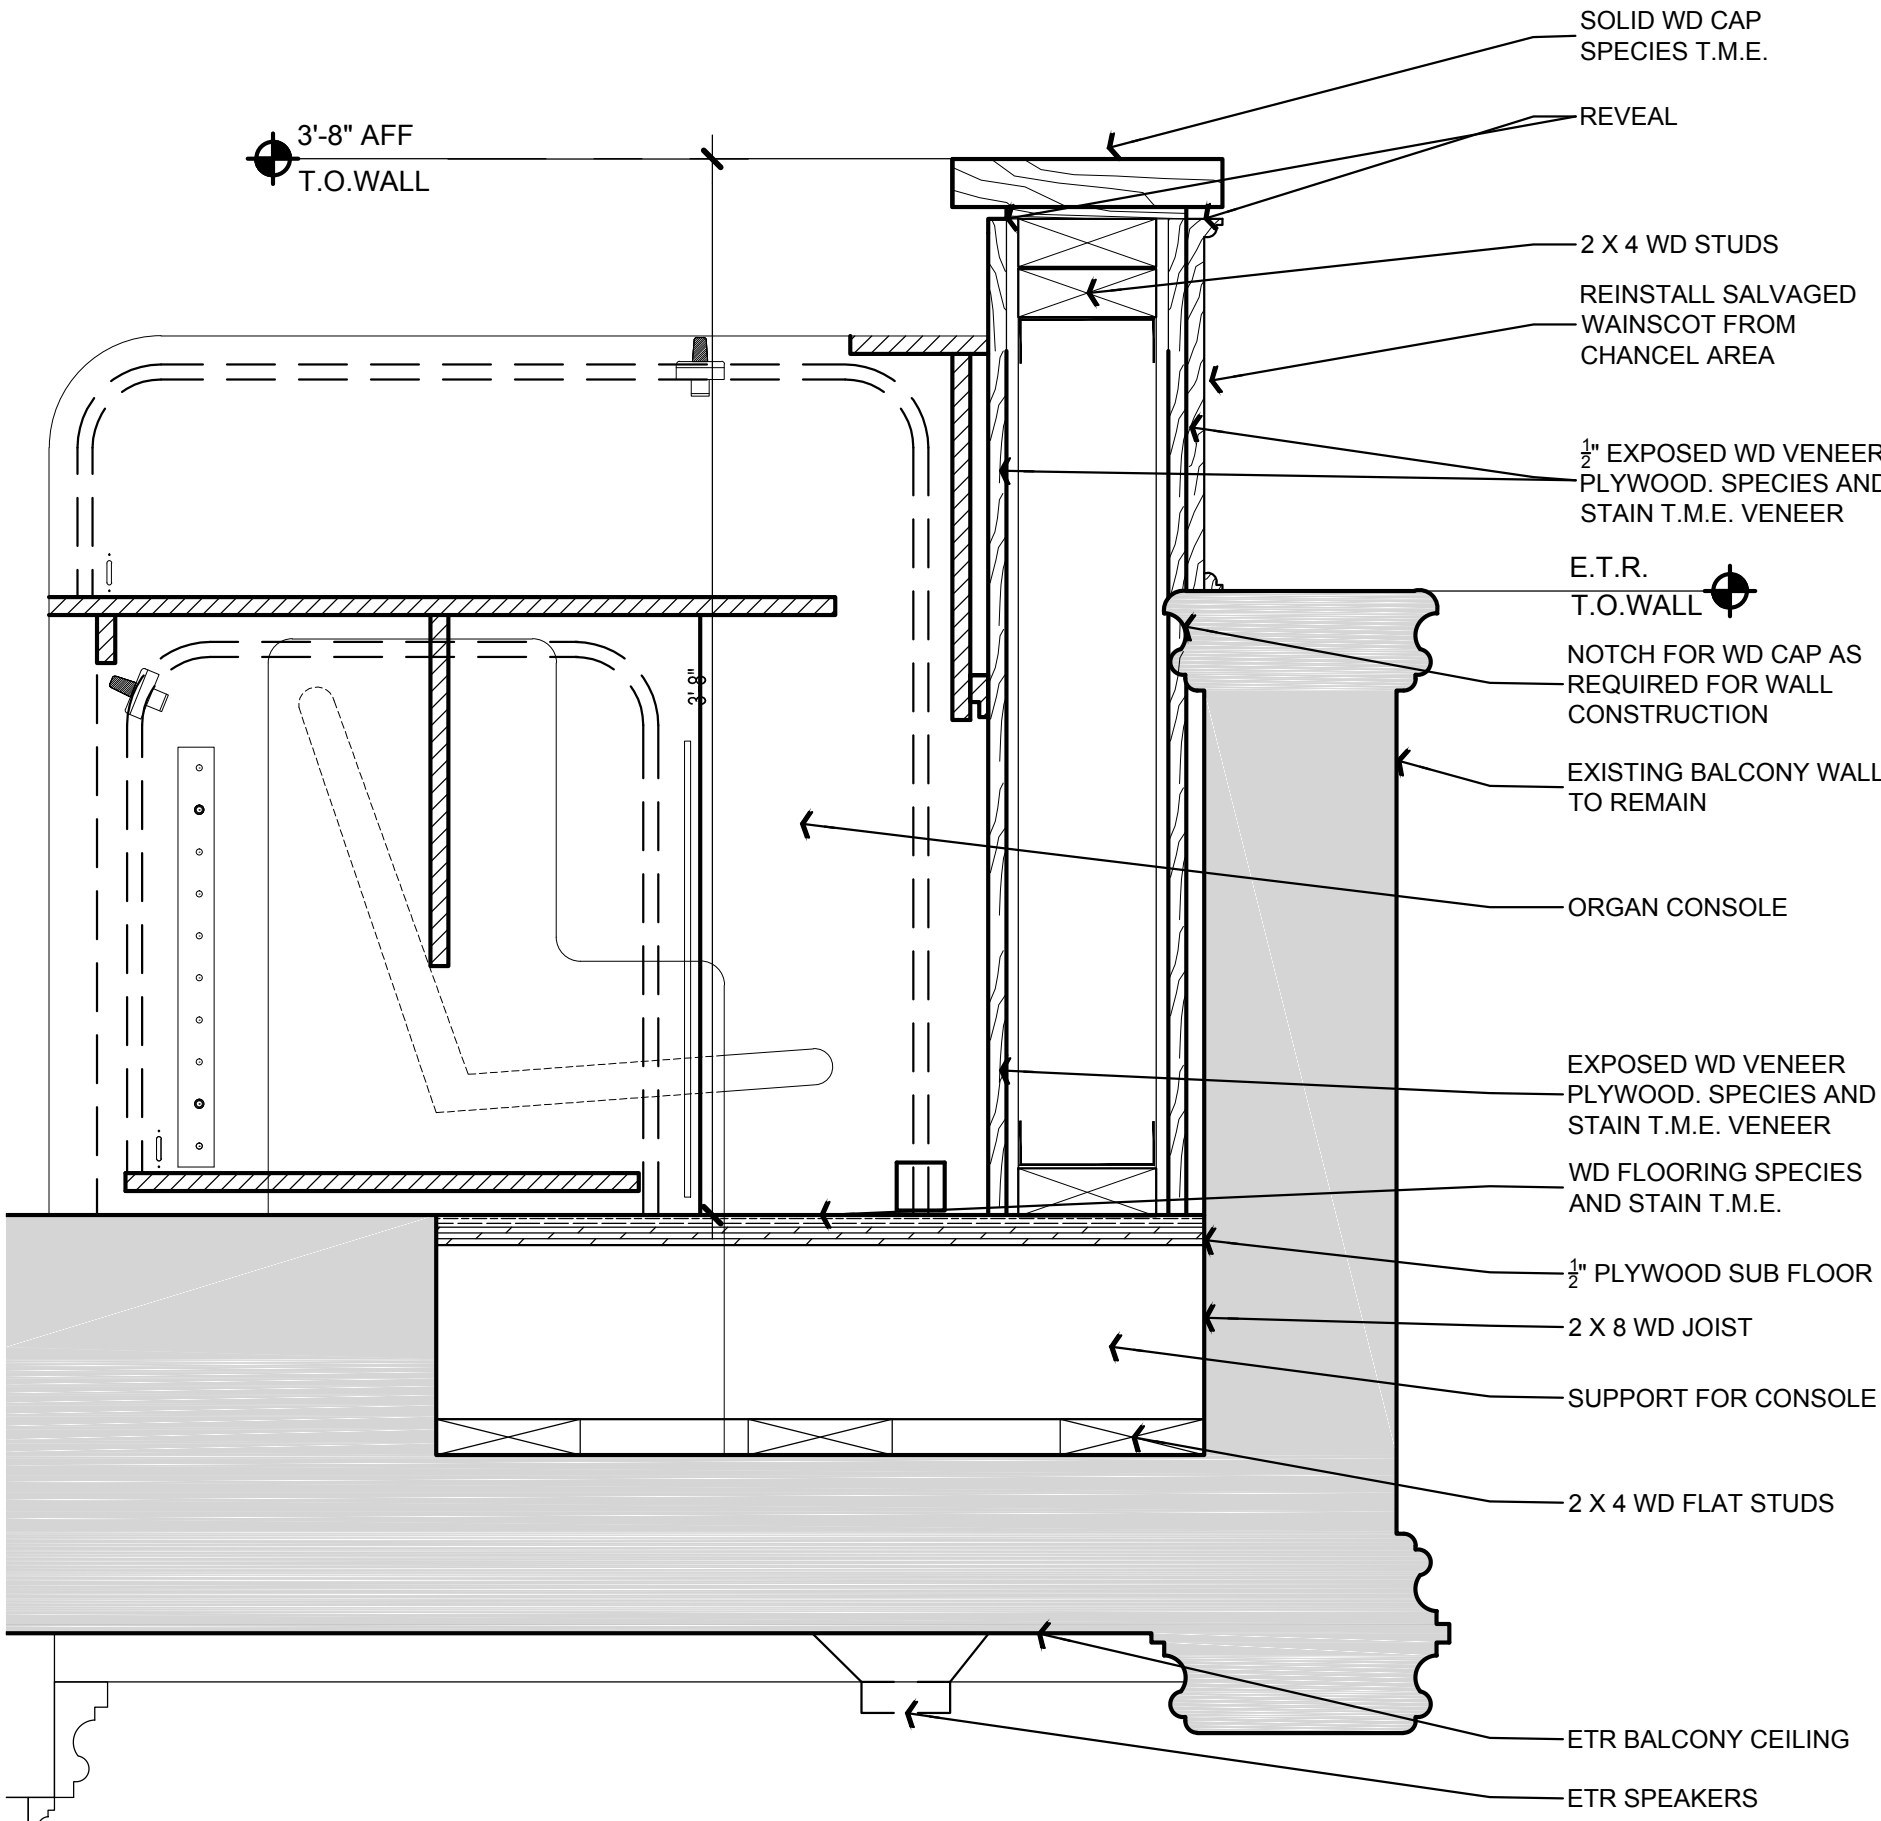 SOLID WD CAP
SPECIES T.M.E.
REVEAL
3'-8" AFF
T.O.WALL
2 X 4 WD STUDS
REINSTALL SALVAGED
WAINSCOT FROM
CHANCEL AREA
½" EXPOSED WD VENEER
PLYWOOD. SPECIES AND
STAIN T.M.E. VENEER
E.T.R.
T.O.WALL
NOTCH FOR WD CAP AS
REQUIRED FOR WALL
CONSTRUCTION
3'-8"
EXISTING BALCONY WALL
TO REMAIN
ORGAN CONSOLE
EXPOSED WD VENEER
PLYWOOD. SPECIES AND
STAIN T.M.E. VENEER
WD FLOORING SPECIES
AND STAIN T.M.E.
½" PLYWOOD SUB FLOOR
2 X 8 WD JOIST
SUPPORT FOR CONSOLE
2 X 4 WD FLAT STUDS
ETR BALCONY CEILING
ETR SPEAKERS